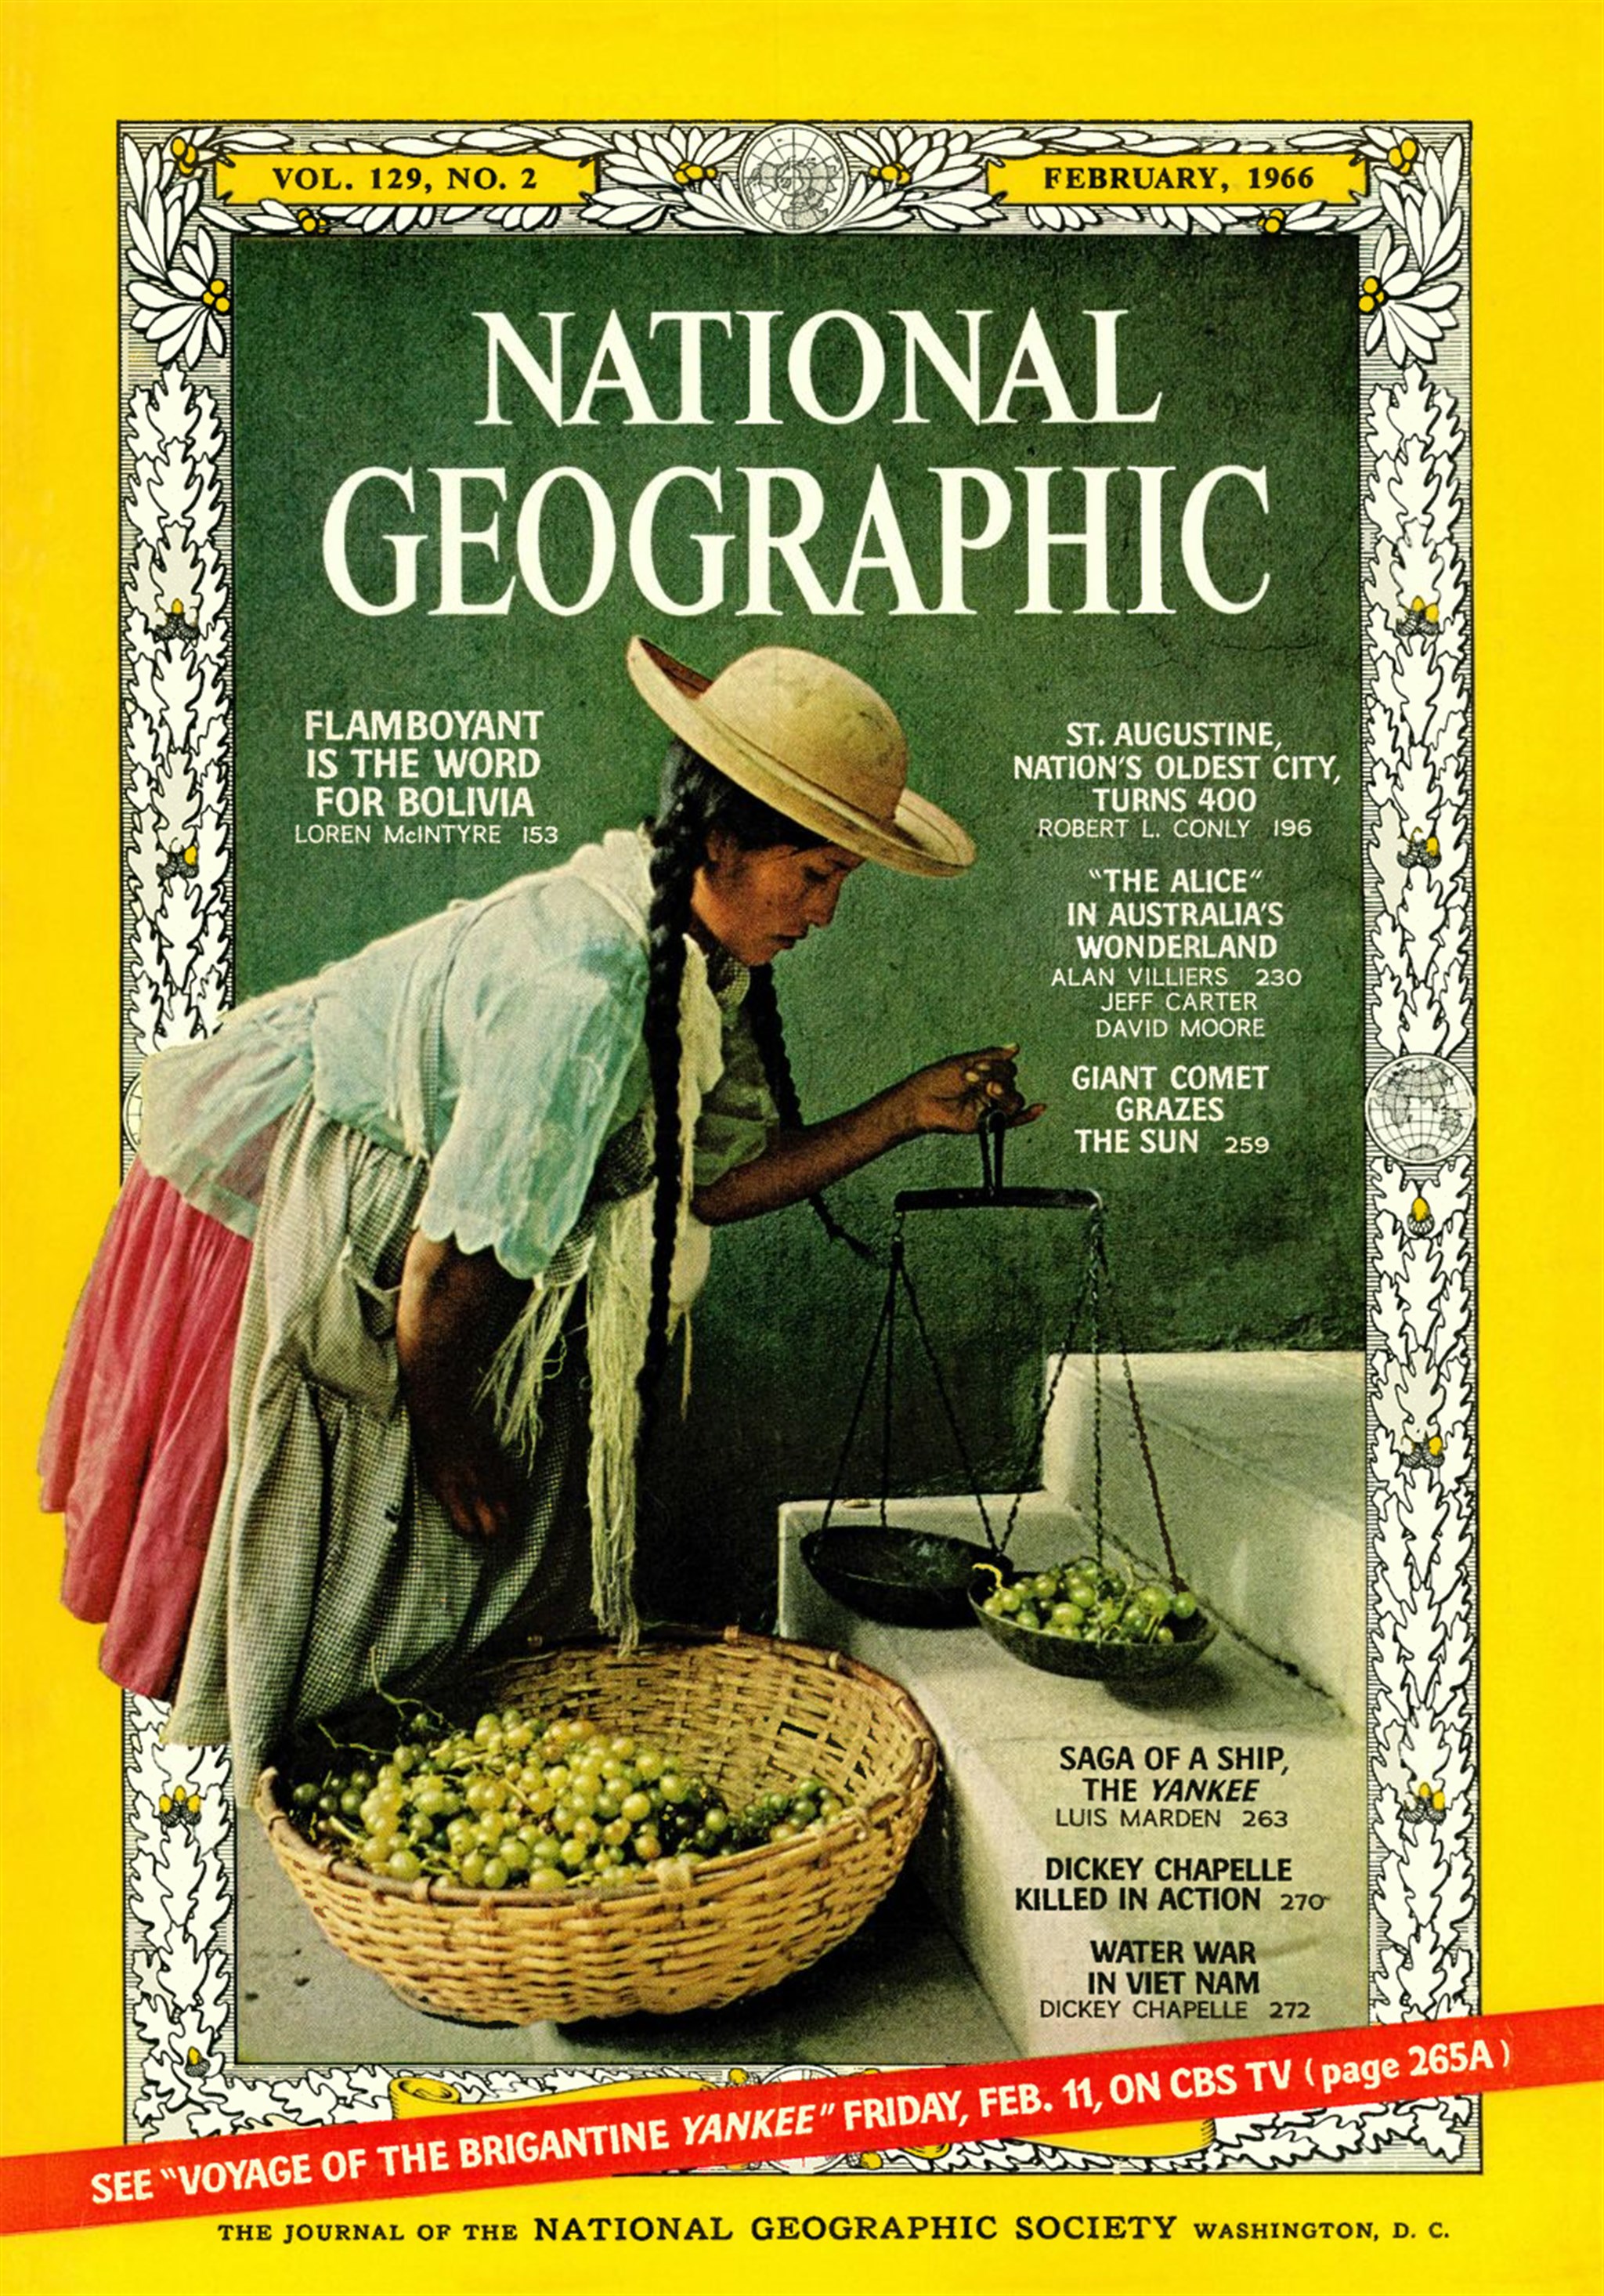 VOL. 129, NO. 2
FEBRUARY, 1966
NATIONAL
GEOGRAPHIC
FLAMBOYANT
IS THE WORD
FOR BOLIVIA
LOREN McINTYRE 153
ST. AUGUSTINE,
NATION'S OLDEST CITY,
TURNS 400
ROBERT L. CONLY 196
"THE ALICE"
IN AUSTRALIA'S
WONDERLAND
ALAN VILLIERS 230
JEFF CARTER
DAVID MOORE
GIANT COMET
GRAZES
THE SUN 259
SAGA OF A SHIP,
THE YANKEE
LUIS MARDEN 263
DICKEY CHAPELLE
KILLED IN ACTION 270
WATER WAR
IN VIET NAM
DICKEY CHAPELLE 272
SEE "VOYAGE OF THE BRIGANTINE YANKEE" FRIDAY, FEB. 11, ON CBS TV (page 265A)
THE JOURNAL OF THE NATIONAL GEOGRAPHIC SOCIETY WASHINGTON, D. C.